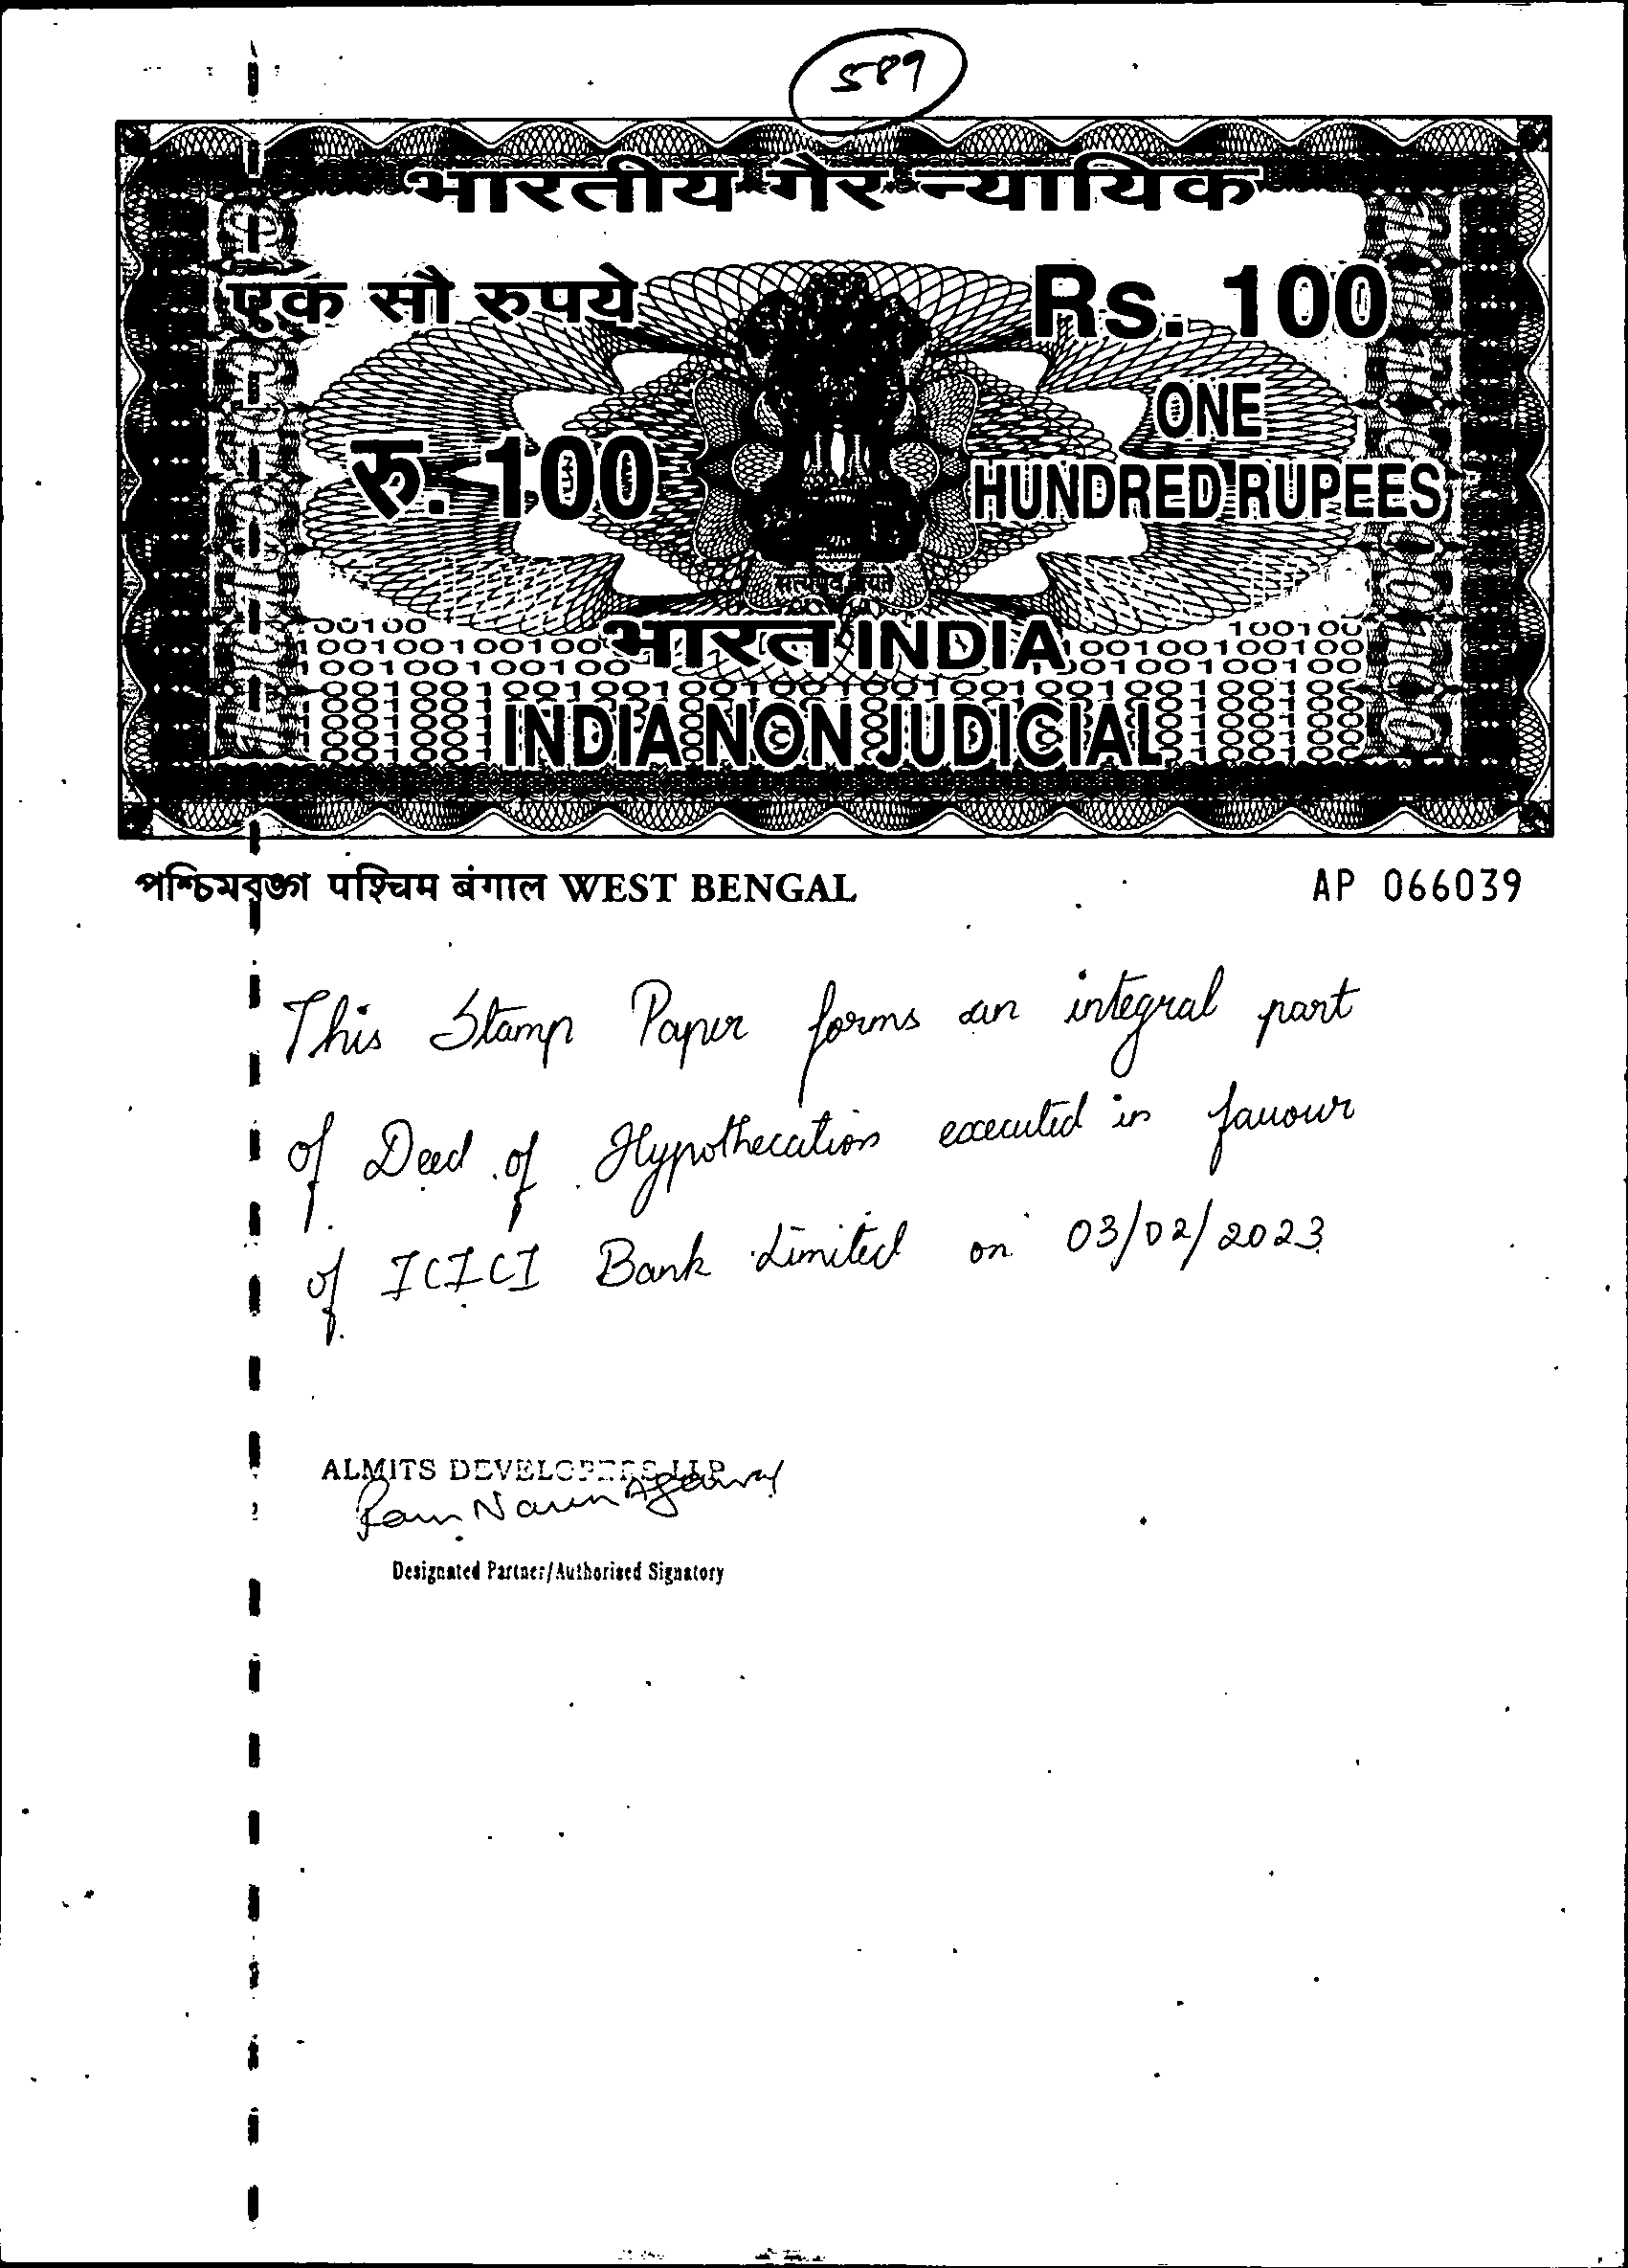 589
भारतीय गैर न्यायिक
एक सौ रुपये
Rs. 100
रु. 100
ONE
HUNDRED RUPEES
सत्यमेव जयते
भारत INDIA
INDIA NON JUDICIAL
পশ্চিমবঙ্গ पश्चिम बंगाल WEST BENGAL
AP 066039
This Stamp Paper forms an integral part
of Deed of Hypothecation executed in favour
of ICICI Bank Limited on 03/02/2023
ALMITS DEVELOPERS LLP
Ram Naren Agarwal
Designated Partner/Authorised Signatory